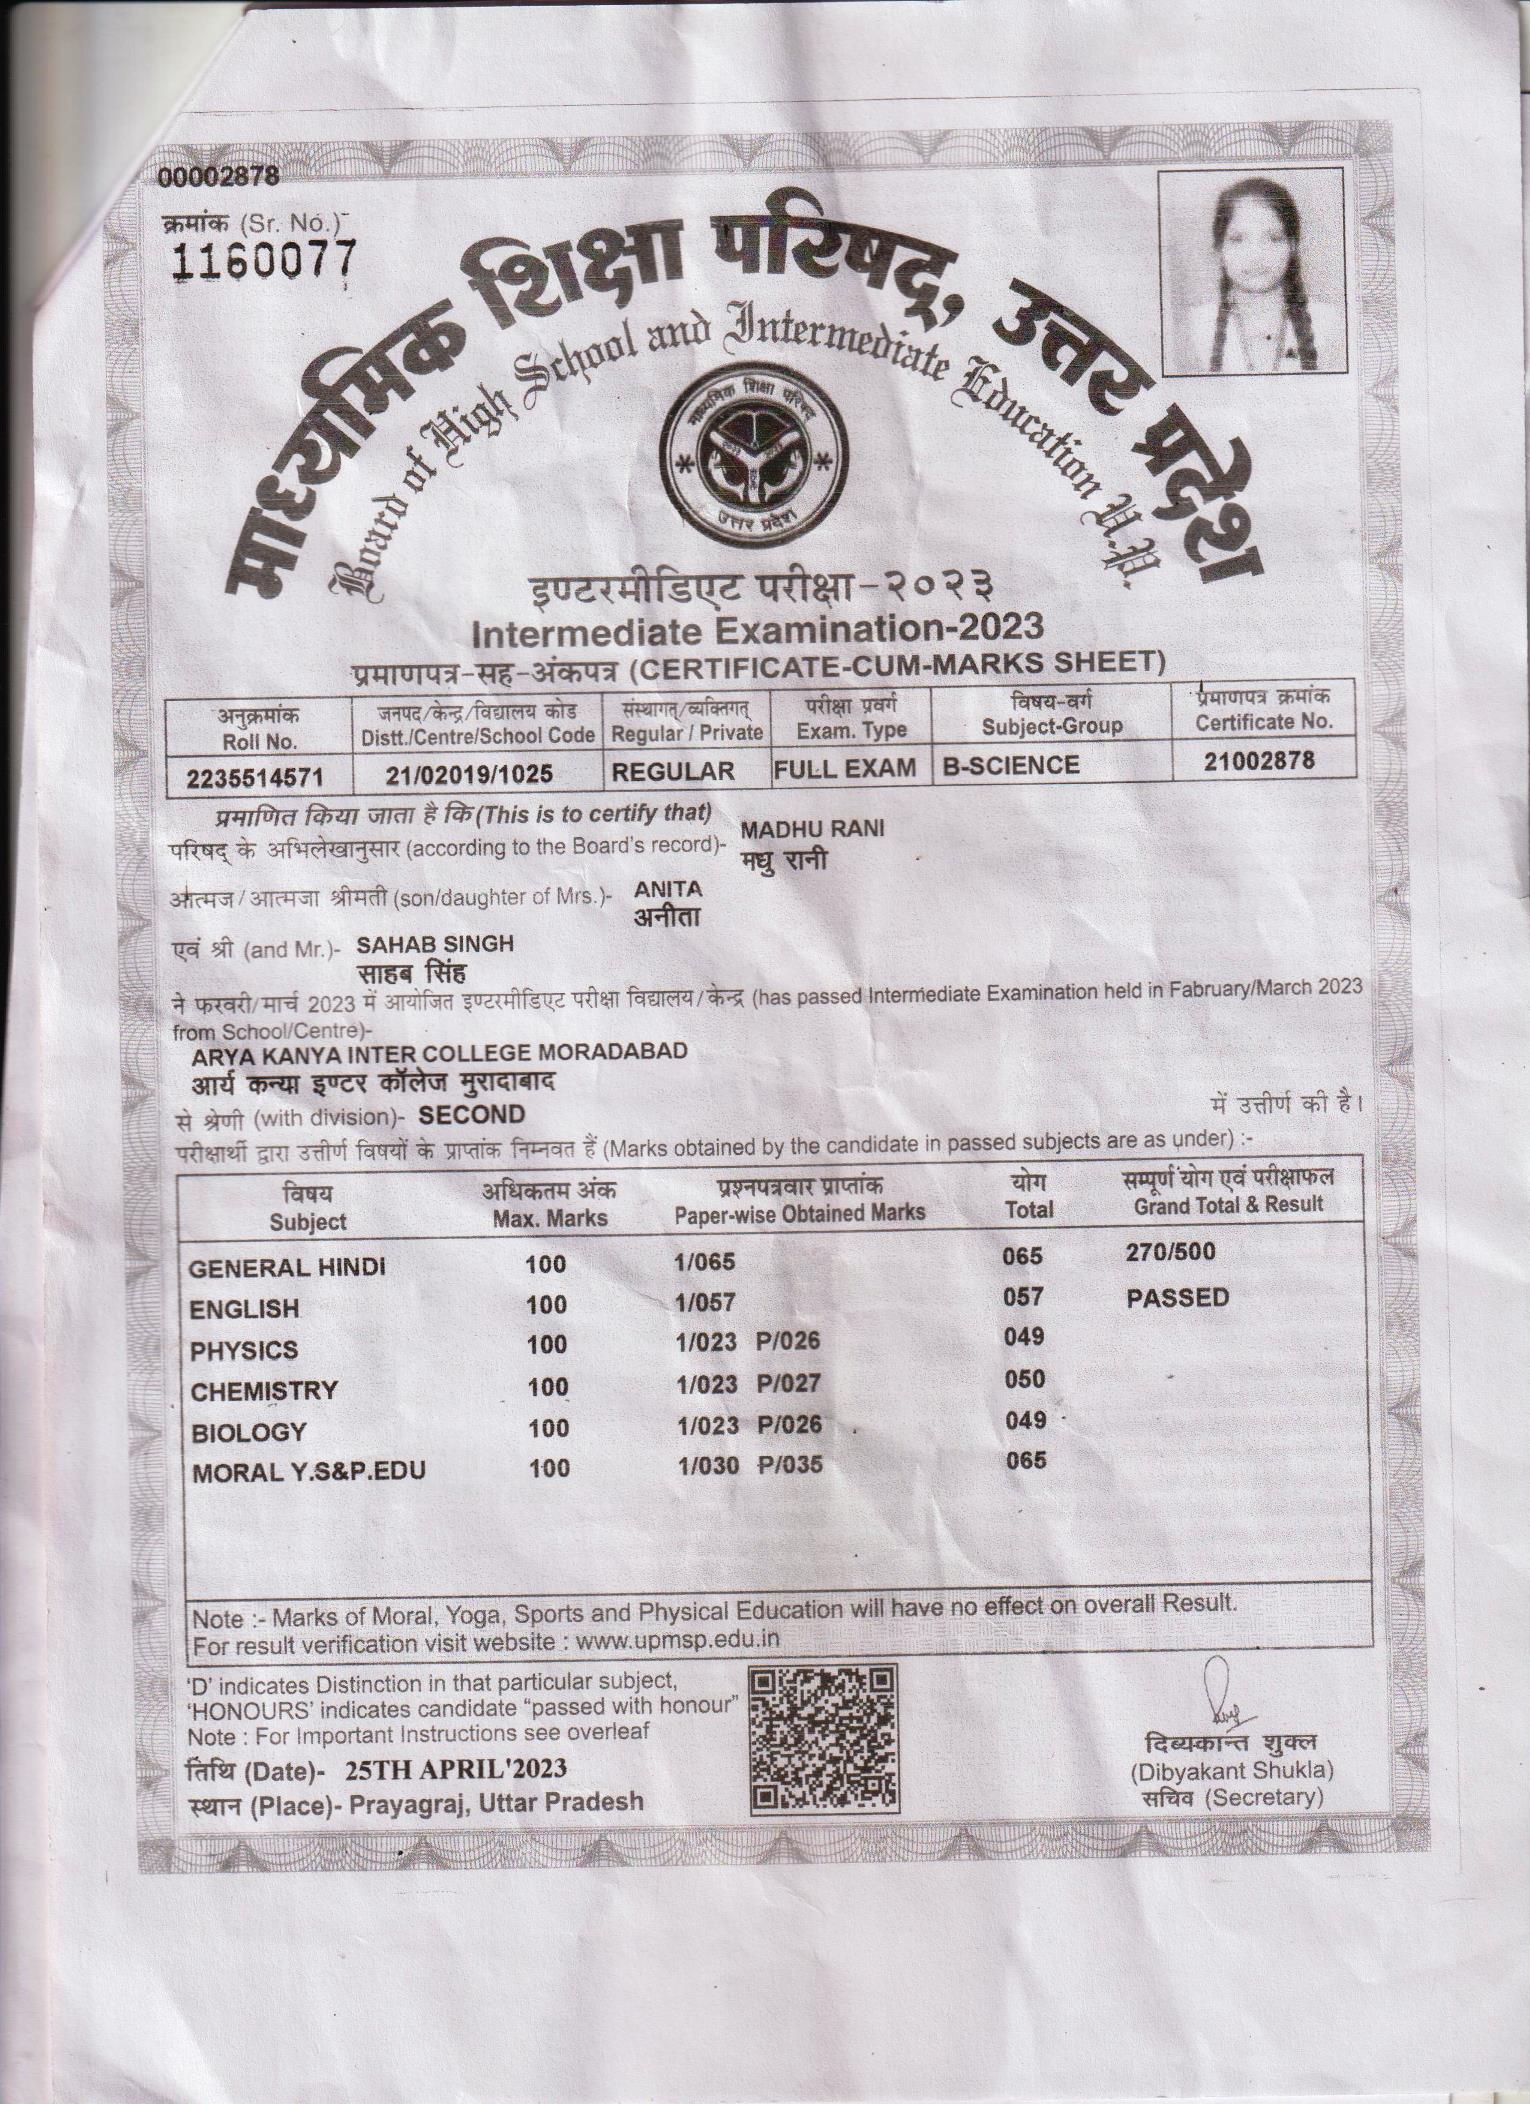 00002878
क्रमांक (Sr. No.)-
1160077
माध्यमिक शिक्षा परिषद्, उत्तर प्रदेश
Board of High School and Intermediate Education U.P.
माध्यमिक शिक्षा परिषद
उत्तर प्रदेश
इण्टरमीडिएट परीक्षा-२०२३
Intermediate Examination-2023
प्रमाणपत्र-सह-अंकपत्र (CERTIFICATE-CUM-MARKS SHEET)
अनुक्रमांक जनपद/केन्द्र/विद्यालय कोड संस्थागत्/व्यक्तिगत् परीक्षा प्रवर्ग विषय-वर्ग प्रमाणपत्र क्रमांक
Roll No. Distt./Centre/School Code Regular / Private Exam. Type Subject-Group Certificate No.
2235514571 21/02019/1025 REGULAR FULL EXAM B-SCIENCE 21002878
प्रमाणित किया जाता है कि (This is to certify that) MADHU RANI
परिषद् के अभिलेखानुसार (according to the Board's record)- मधु रानी
आत्मज/आत्मजा श्रीमती (son/daughter of Mrs.)- ANITA
अनीता
एवं श्री (and Mr.)- SAHAB SINGH
साहब सिंह
ने फरवरी/मार्च 2023 में आयोजित इण्टरमीडिएट परीक्षा विद्यालय/केन्द्र (has passed Intermediate Examination held in Fabruary/March 2023
from School/Centre)-
ARYA KANYA INTER COLLEGE MORADABAD
आर्य कन्या इण्टर कॉलेज मुरादाबाद
से श्रेणी (with division)- SECOND में उत्तीर्ण की है।
परीक्षार्थी द्वारा उत्तीर्ण विषयों के प्राप्तांक निम्नवत हैं (Marks obtained by the candidate in passed subjects are as under) :-
विषय अधिकतम अंक प्रश्नपत्रवार प्राप्तांक योग सम्पूर्ण योग एवं परीक्षाफल
Subject Max. Marks Paper-wise Obtained Marks Total Grand Total & Result
GENERAL HINDI 100 1/065 065 270/500
ENGLISH 100 1/057 057 PASSED
PHYSICS 100 1/023 P/026 049
CHEMISTRY 100 1/023 P/027 050
BIOLOGY 100 1/023 P/026 049
MORAL Y.S&P.EDU 100 1/030 P/035 065
Note :- Marks of Moral, Yoga, Sports and Physical Education will have no effect on overall Result.
For result verification visit website : www.upmsp.edu.in
'D' indicates Distinction in that particular subject,
'HONOURS' indicates candidate "passed with honour"
Note : For Important Instructions see overleaf
तिथि (Date)- 25TH APRIL'2023
स्थान (Place)- Prayagraj, Uttar Pradesh
दिव्यकान्त शुक्ल
(Dibyakant Shukla)
सचिव (Secretary)